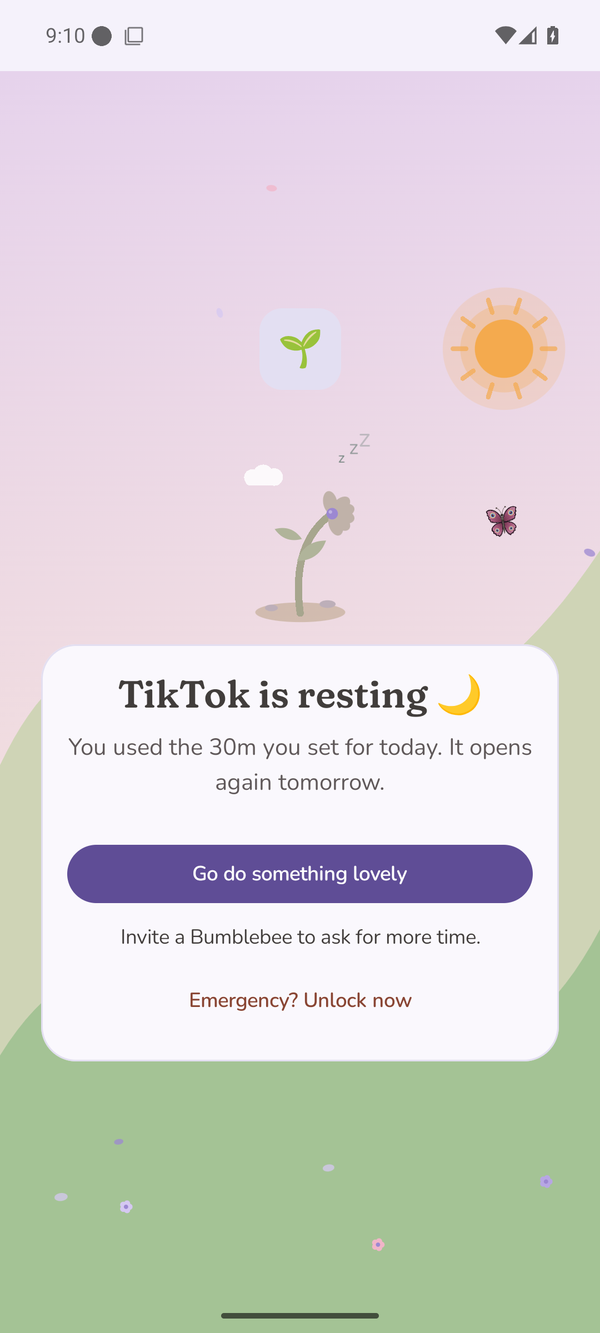 9:10
z z Z
TikTok is resting 🌙
You used the 30m you set for today. It opens
again tomorrow.
Go do something lovely
Invite a Bumblebee to ask for more time.
Emergency? Unlock now